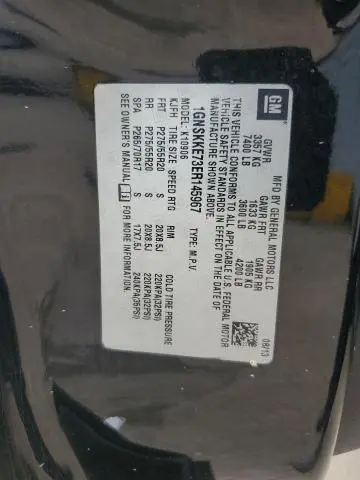 GM
MFD BY GENERAL MOTORS LLC
08/13
GVWR GAWR FRT GAWR RR
3357 KG 1633 KG 1905 KG
7400 LB 3600 LB 4200 LB
THIS VEHICLE CONFORMS TO ALL APPLICABLE U.S. FEDERAL MOTOR
VEHICLE SAFETY STANDARDS IN EFFECT ON THE DATE OF
MANUFACTURE SHOWN ABOVE.
1GNSKKE73ER145967 TYPE: M.P.V.
MODEL: K10906
KJFH TIRE SIZE SPEED RTG RIM COLD TIRE PRESSURE
FRT P275/55R20 S 20X8.5J 220KPA(32PSI)
RR P275/55R20 S 20X8.5J 220KPA(32PSI)
SPA P265/70R17 S 17X7.5J 240KPA(35PSI)
SEE OWNER'S MANUAL FOR MORE INFORMATION.